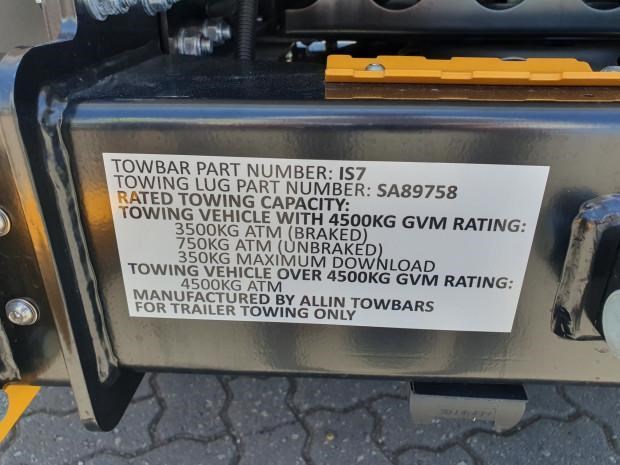 TOWBAR PART NUMBER: IS7
TOWING LUG PART NUMBER: SA89758
RATED TOWING CAPACITY:
TOWING VEHICLE WITH 4500KG GVM RATING:
3500KG ATM (BRAKED)
750KG ATM (UNBRAKED)
350KG MAXIMUM DOWNLOAD
TOWING VEHICLE OVER 4500KG GVM RATING:
4500KG ATM
MANUFACTURED BY ALLIN TOWBARS
FOR TRAILER TOWING ONLY